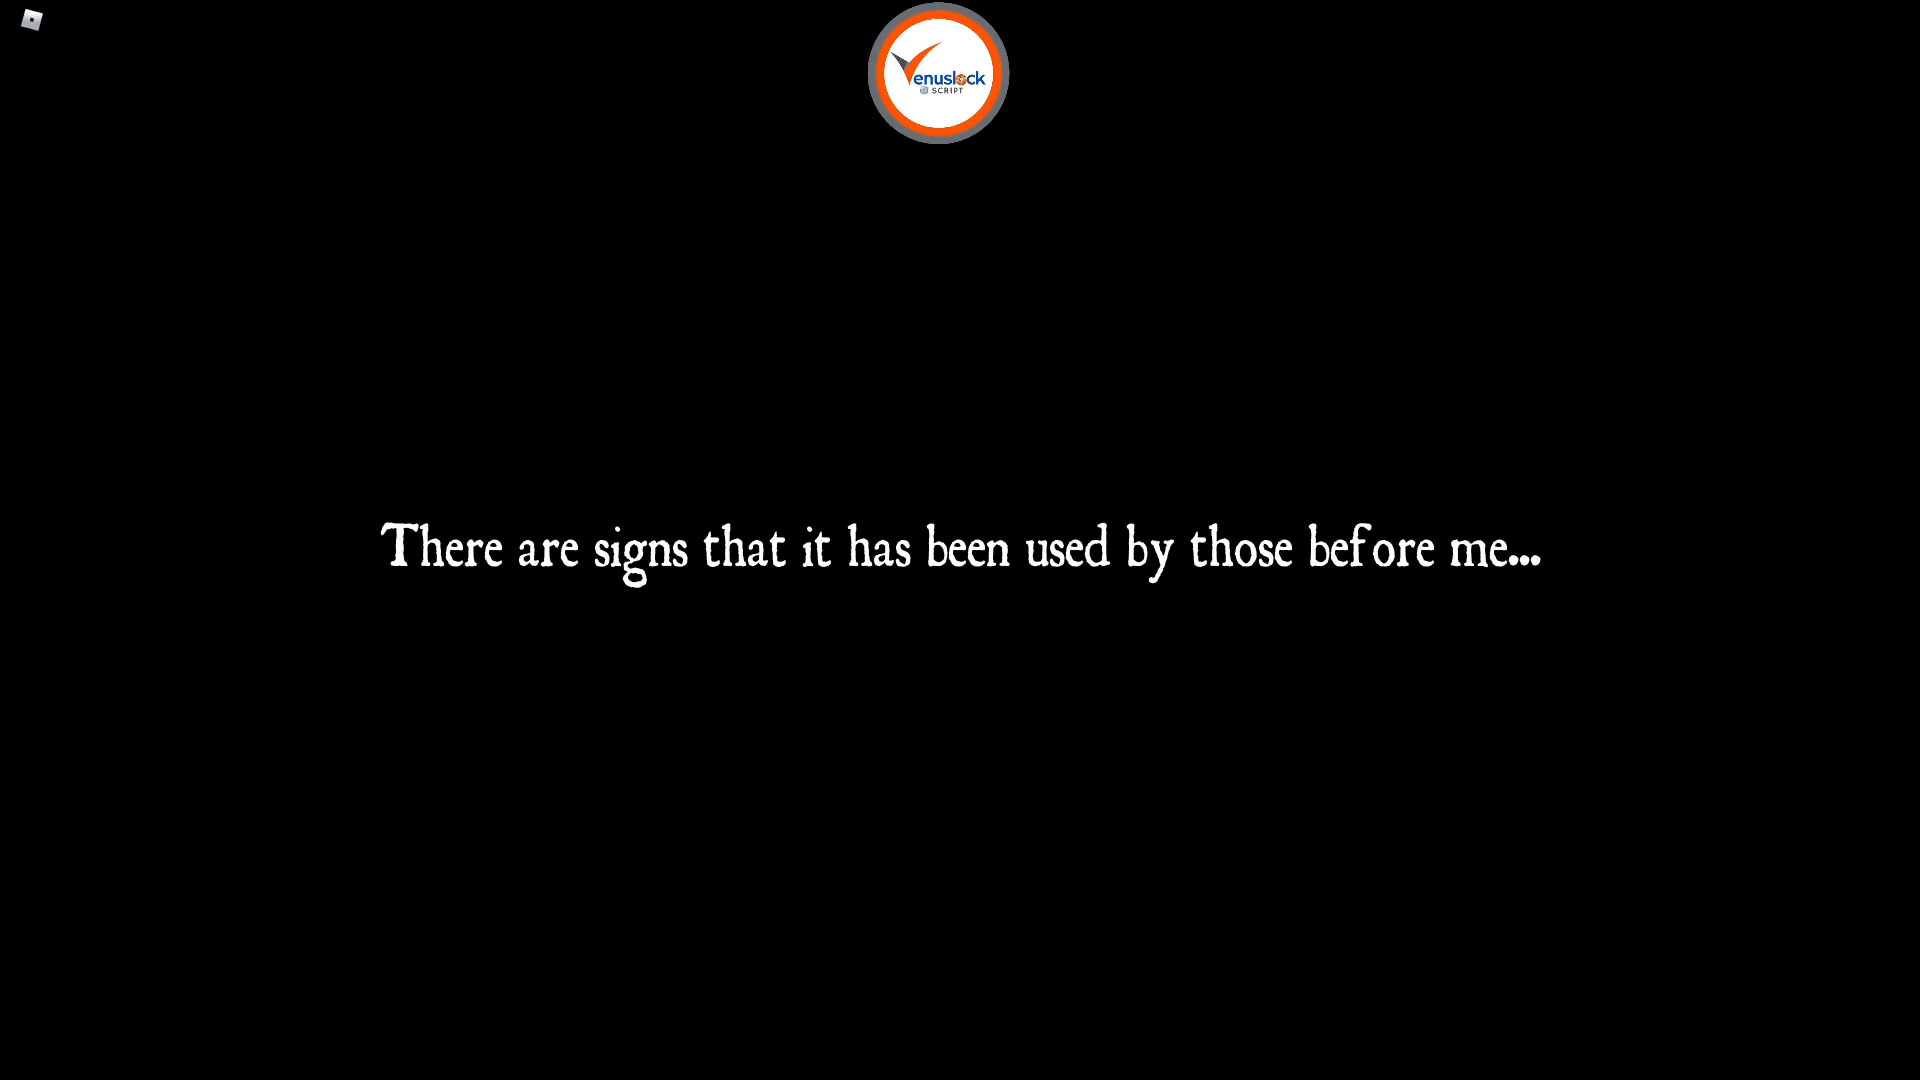 Venuslock
@ SCRIPT
There are signs that it has been used by those before me...